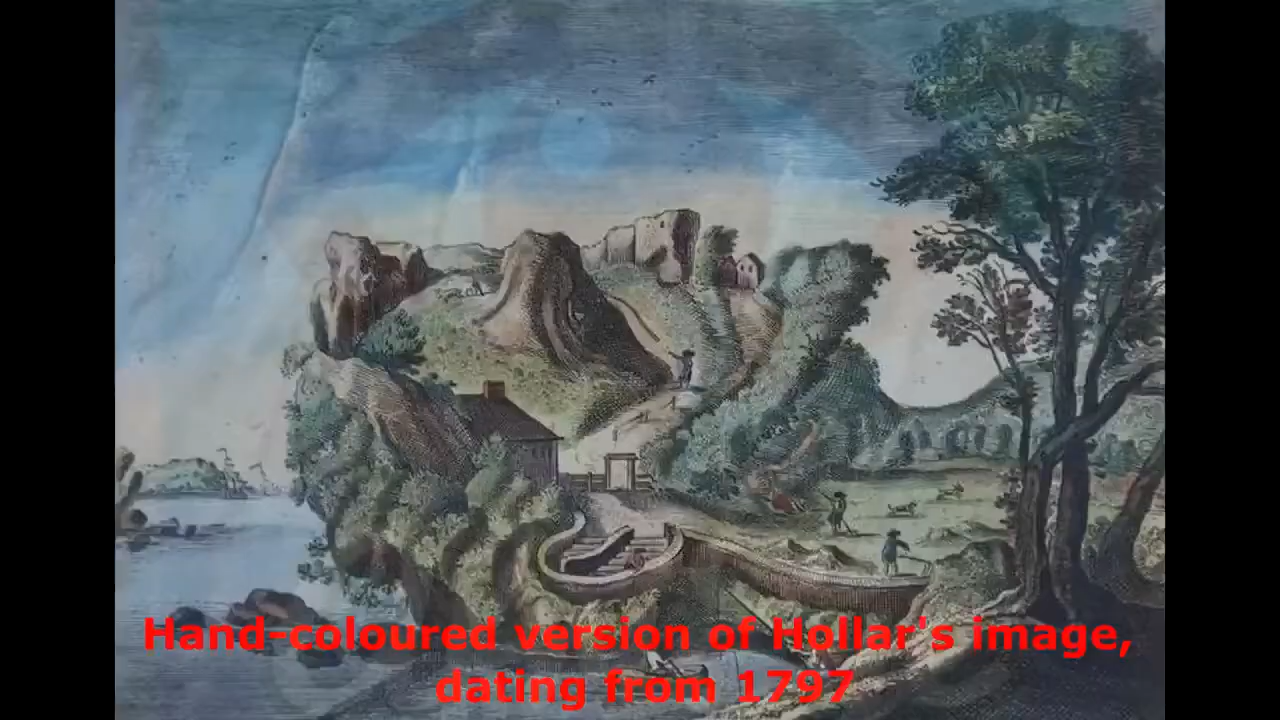 Hand-coloured version of Hollar's image,
dating from 1797